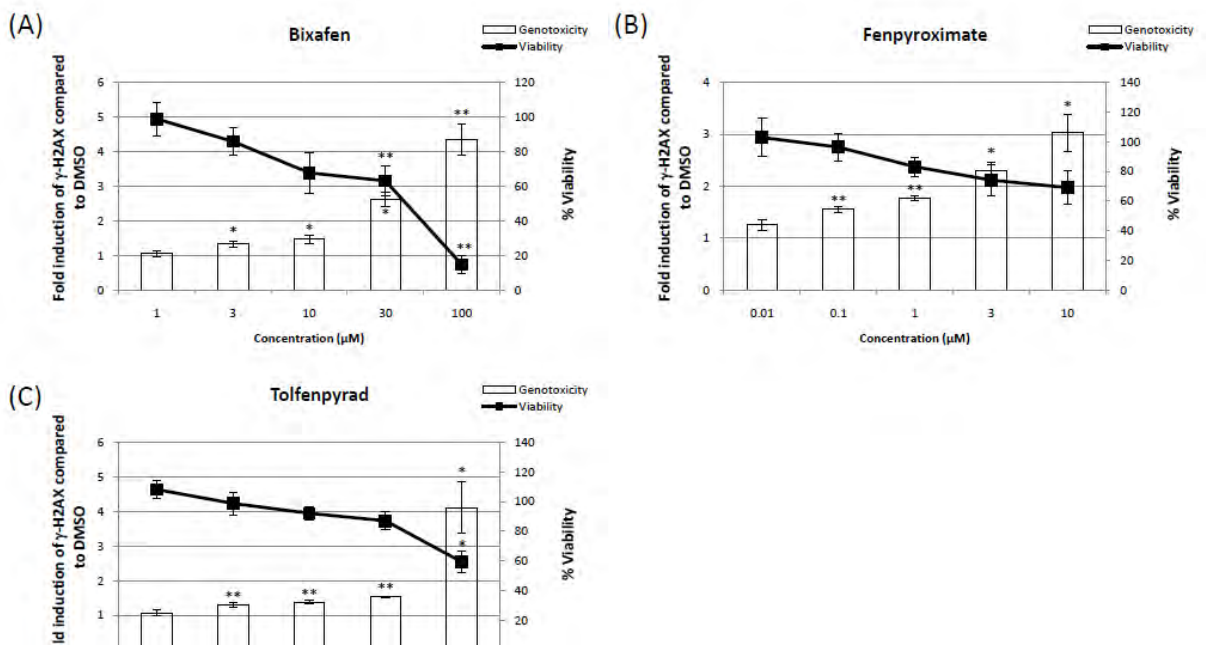 (A)
Bixafen
Genotoxicity
Viability
Fold induction of γ-H2AX compared
to DMSO
6
5
4
3
2
1
0
120
100
80
60
40
20
0
% Viability
*
*
**
*
**
**
1 3 10 30 100
Concentration (μM)
(B)
Fenpyroximate
Genotoxicity
Viability
Fold induction of γ-H2AX compared
to DMSO
4
3
2
1
0
140
120
100
80
60
40
20
0
% Viability
**
**
*
*
0.01 0.1 1 3 10
Concentration (μM)
(C)
Tolfenpyrad
Genotoxicity
Viability
induction of γ-H2AX compared
to DMSO
6
5
4
3
2
1
140
120
100
80
60
40
20
% Viability
**
**
**
*
*